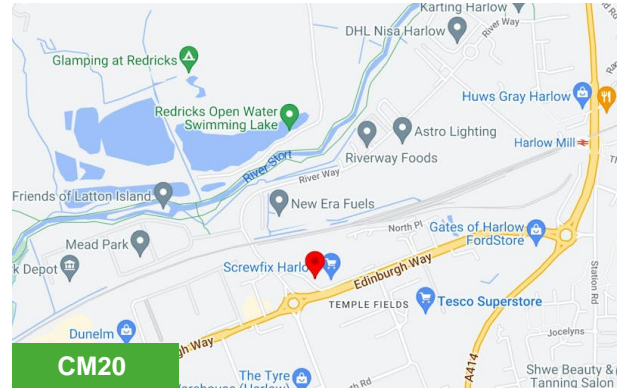 Karting Harlow
River Way
DHL Nisa Harlow
Glamping at Redricks
Huws Gray Harlow
Redricks Open Water
Swimming Lake
Astro Lighting
Harlow Mill
Riverway Foods
River Stort
River Way
Friends of Latton Island
New Era Fuels
North Pl
Gates of Harlow
FordStore
Mead Park
k Depot
Screwfix Harlo
Edinburgh Way
Station Rd
TEMPLE FIELDS
Tesco Superstore
Dunelm
gh Way
Jocelyns
A414
CM20
The Tyre
Warehouse (Harlow)
Shwe Beauty &
Tanning Salon